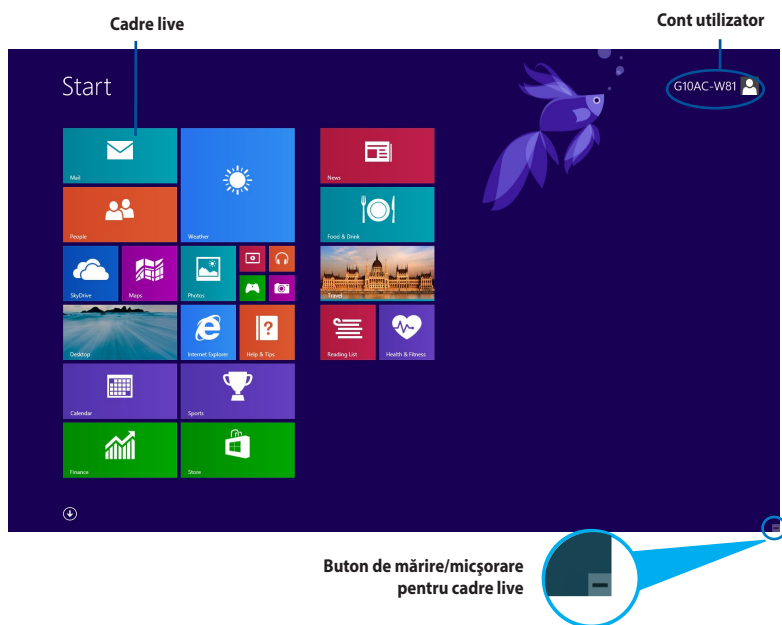 Cadre live
Cont utilizator
Start
G10AC-W81
Mail
Weather
News
People
Food & Drink
SkyDrive
Maps
Photos
Travel
Desktop
Internet Explorer
Help & Tips
Reading List
Health & Fitness
Calendar
Sports
Finance
Store
Buton de mărire/micşorare
pentru cadre live